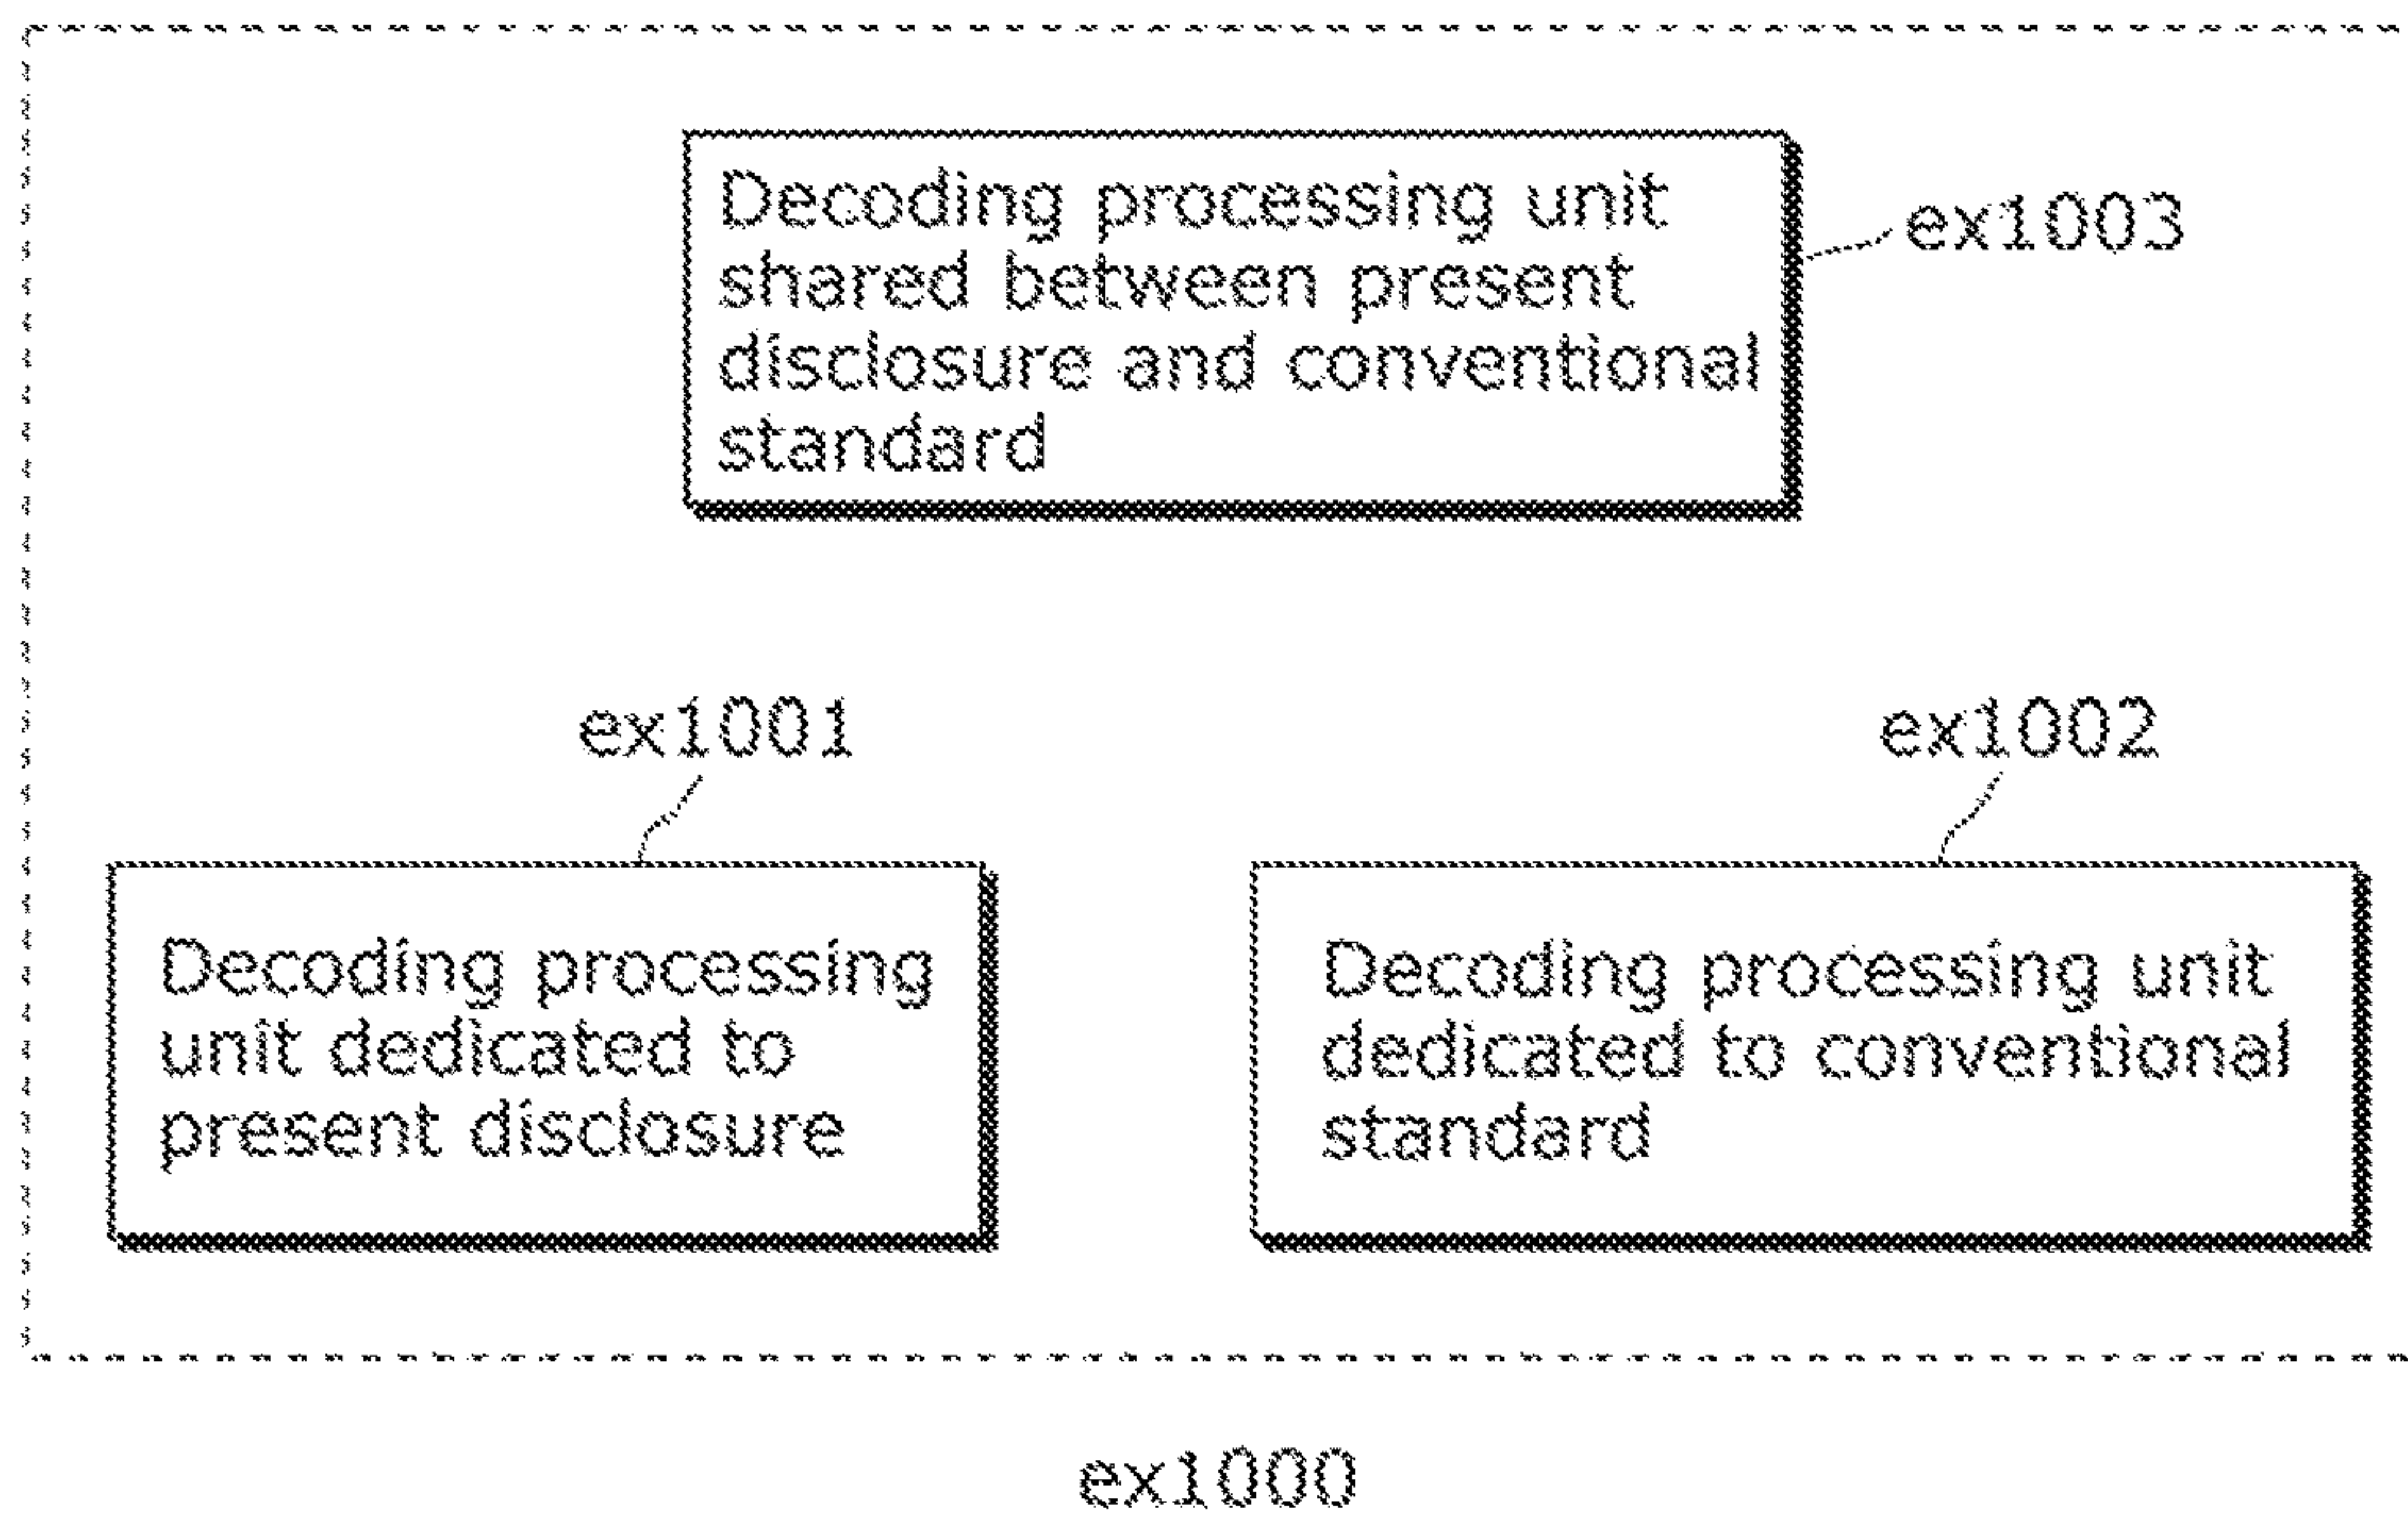 Decoding processing unit
shared between present
disclosure and conventional
standard
ex1003
ex1001
ex1002
Decoding processing
unit dedicated to
present disclosure
Decoding processing unit
dedicated to conventional
standard
ex1000